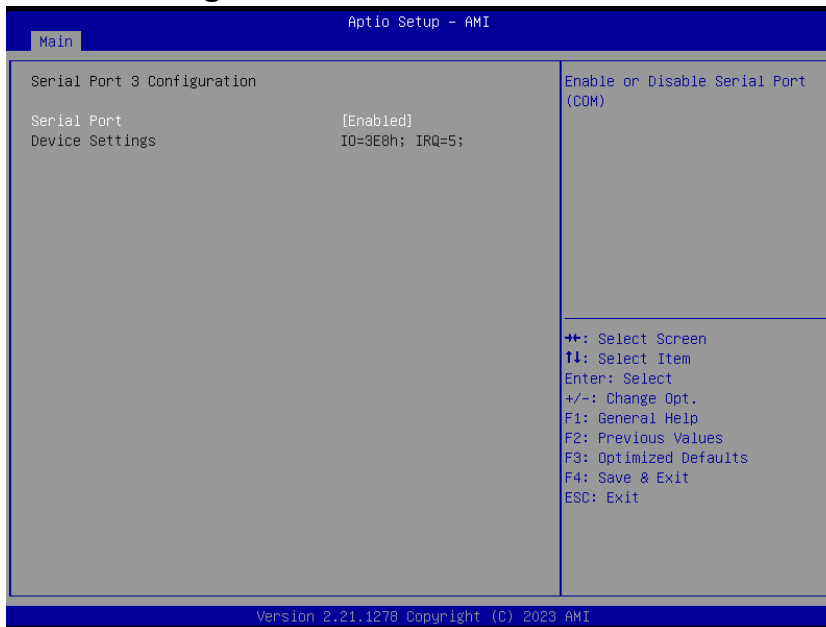 Aptio Setup – AMI
Main
Serial Port 3 Configuration
Serial Port [Enabled]
Device Settings IO=3E8h; IRQ=5;
Enable or Disable Serial Port
(COM)
→←: Select Screen
↑↓: Select Item
Enter: Select
+/-: Change Opt.
F1: General Help
F2: Previous Values
F3: Optimized Defaults
F4: Save & Exit
ESC: Exit
Version 2.21.1278 Copyright (C) 2023 AMI